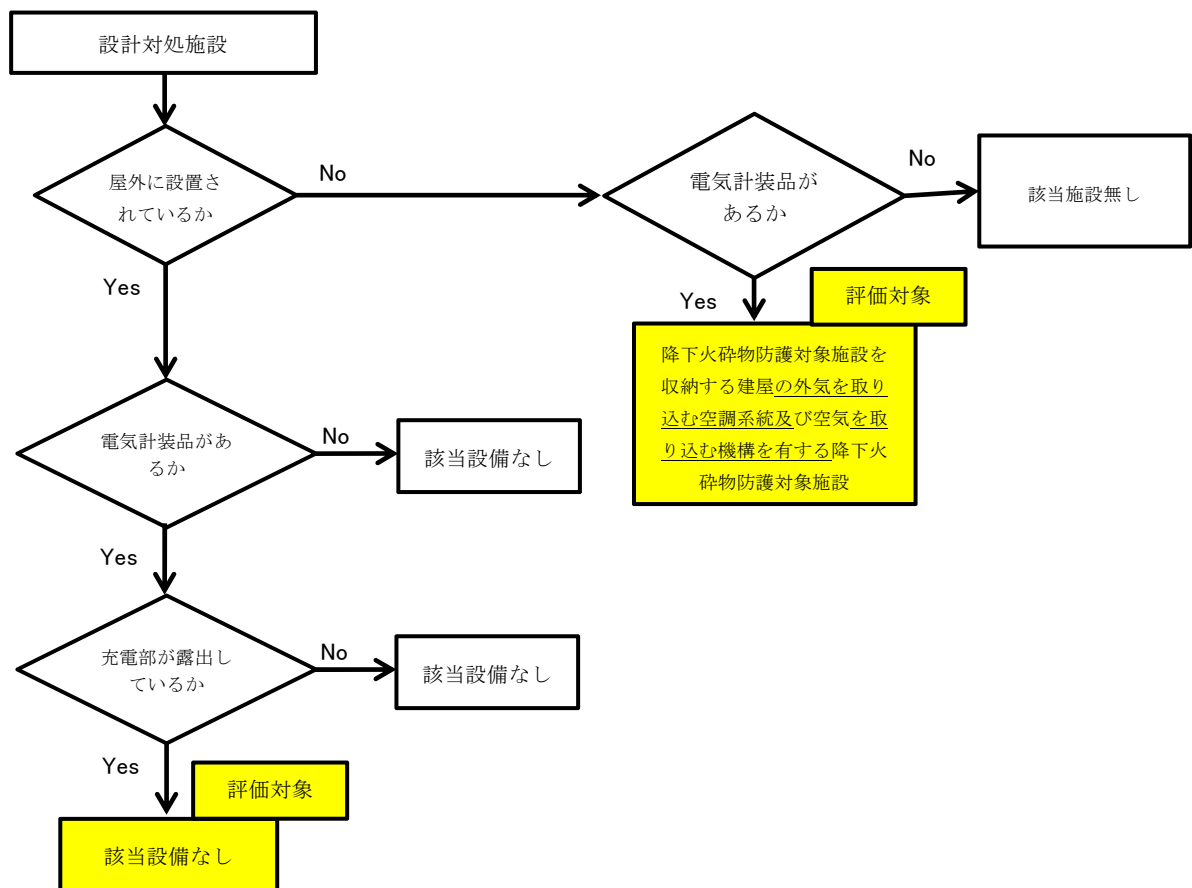 設計対処施設
屋外に設置さ
れているか
No
電気計装品が
あるか
No
該当施設無し
Yes
Yes
評価対象
降下火砕物防護対象施設を
収納する建屋の外気を取り
込む空調系統及び空気を取
り込む機構を有する降下火
砕物防護対象施設
電気計装品があ
るか
No
該当設備なし
Yes
充電部が露出し
ているか
No
該当設備なし
Yes
評価対象
該当設備なし